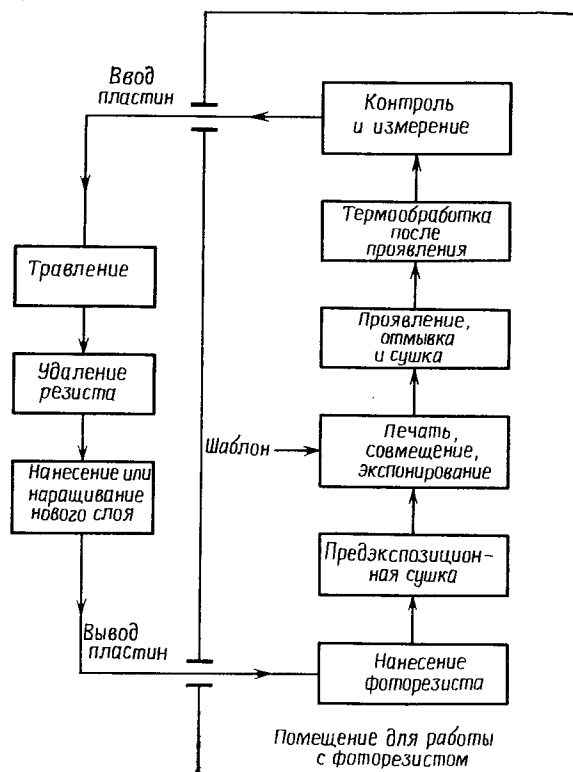 Ввод
пластин
Контроль
и измерение
Термообработка
после
проявления
Травление
Проявление,
отмывка
и сушка
Удаление
резиста
Печать,
совмещение,
экспонирование
Шаблон
Нанесение или
наращивание
нового слоя
Предэкспозицион-
ная сушка
Вывод
пластин
Нанесение
фоторезиста
Помещение для работы
с фоторезистом